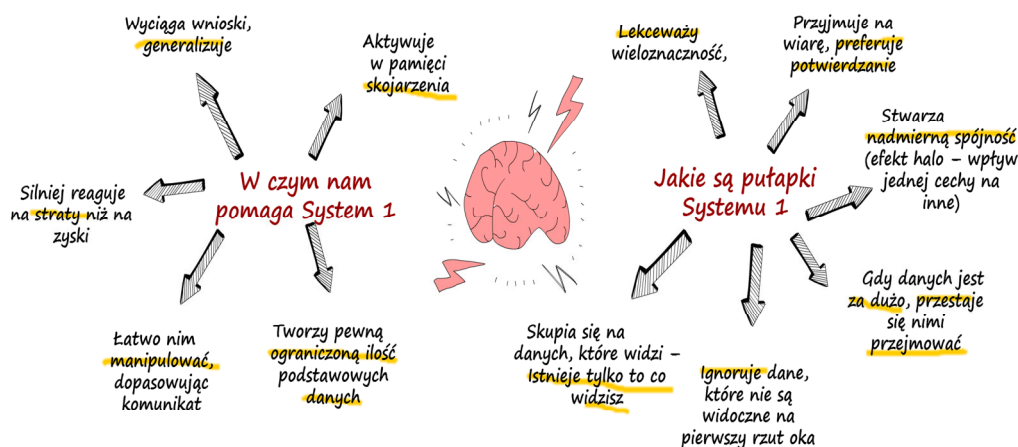 W czym nam
pomaga System 1
Wyciąga wnioski,
generalizuje
Aktywuje
w pamięci
skojarzenia
Silniej reaguje
na straty niż na
zyski
Łatwo nim
manipulować,
dopasowując
komunikat
Tworzy pewną
ograniczoną ilość
podstawowych
danych
Jakie są pułapki
Systemu 1
Lekceważy
wieloznaczność,
Przyjmuje na
wiarę, preferuje
potwierdzanie
Stwarza
nadmierną spójność
(efekt halo – wpływ
jednej cechy na
inne)
Gdy danych jest
za dużo, przestaje
się nimi
przejmować
Skupia się na
danych, które widzi –
Istnieje tylko to co
widzisz
Ignoruje dane,
które nie są
widoczne na
pierwszy rzut oka